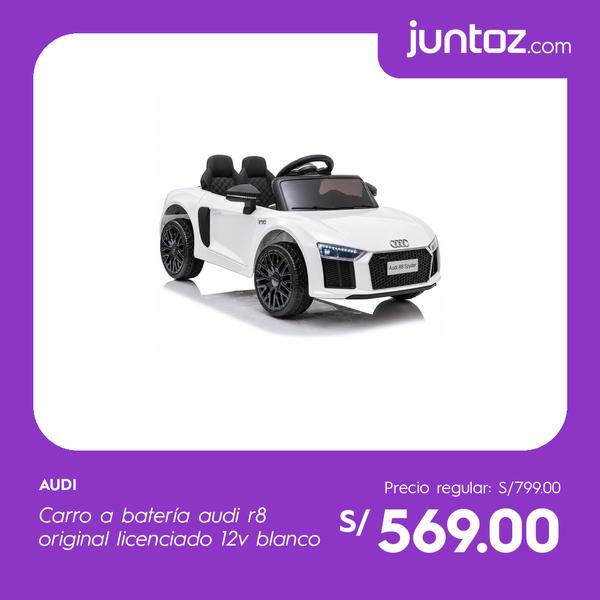 juntoz.com
Audi R8 Spyder
AUDI
Carro a batería audi r8
original licenciado 12v blanco
Precio regular: S/799.00
S/ 569.00